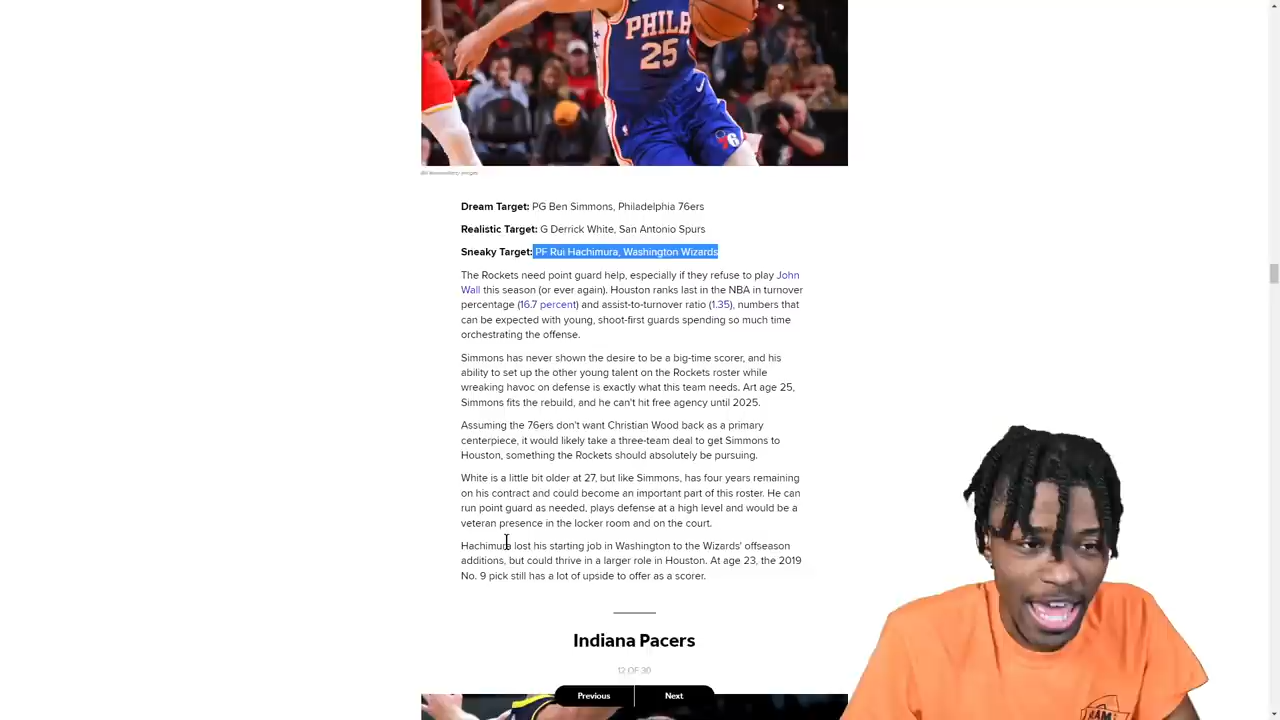 PHILA
25
76
Dream Target: PG Ben Simmons, Philadelphia 76ers
Realistic Target: G Derrick White, San Antonio Spurs
Sneaky Target: PF Rui Hachimura, Washington Wizards
The Rockets need point guard help, especially if they refuse to play John
Wall this season (or ever again). Houston ranks last in the NBA in turnover
percentage (16.7 percent) and assist-to-turnover ratio (1.35), numbers that
can be expected with young, shoot-first guards spending so much time
orchestrating the offense.
Simmons has never shown the desire to be a big-time scorer, and his
ability to set up the other young talent on the Rockets roster while
wreaking havoc on defense is exactly what this team needs. Art age 25,
Simmons fits the rebuild, and he can't hit free agency until 2025.
Assuming the 76ers don't want Christian Wood back as a primary
centerpiece, it would likely take a three-team deal to get Simmons to
Houston, something the Rockets should absolutely be pursuing.
White is a little bit older at 27, but like Simmons, has four years remaining
on his contract and could become an important part of this roster. He can
run point guard as needed, plays defense at a high level and would be a
veteran presence in the locker room and on the court.
Hachimura lost his starting job in Washington to the Wizards' offseason
additions, but could thrive in a larger role in Houston. At age 23, the 2019
No. 9 pick still has a lot of upside to offer as a scorer.
Indiana Pacers
12 OF 30
Previous
Next